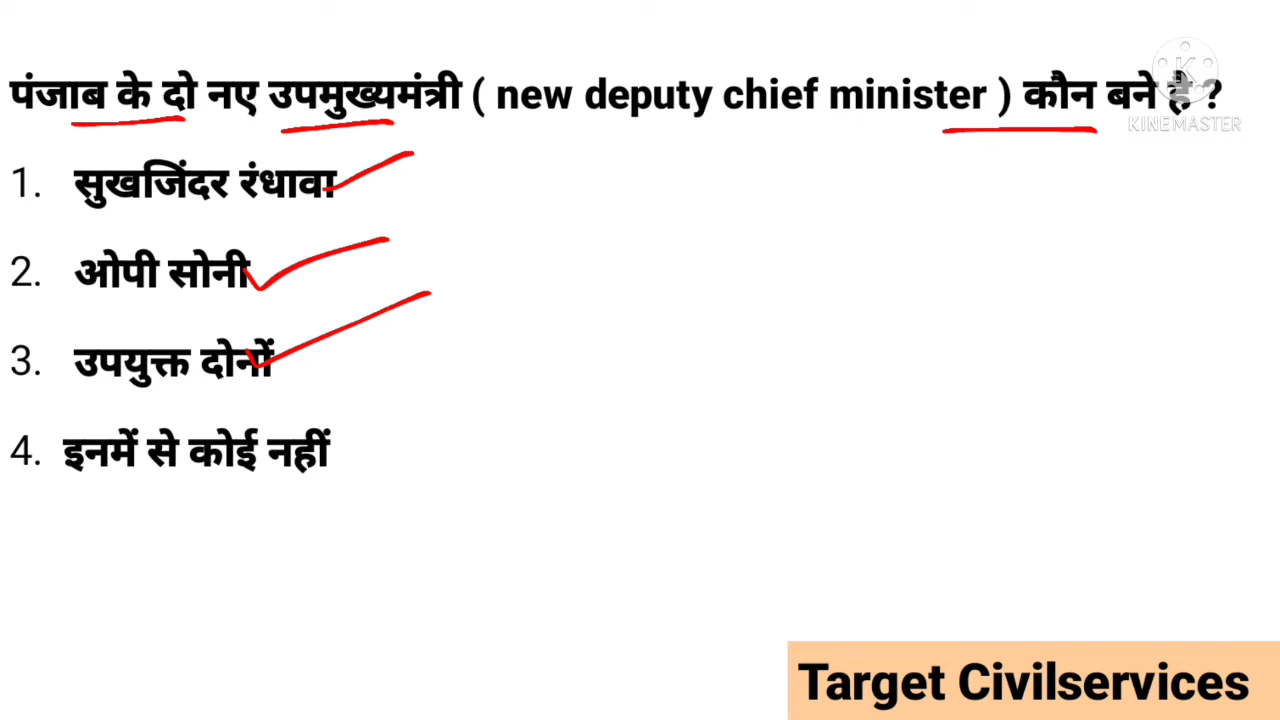 पंजाब के दो नए उपमुख्यमंत्री ( new deputy chief minister ) कौन बने है ?
KINEMASTER
1. सुखजिंदर रंधावा
2. ओपी सोनी
3. उपयुक्त दोनों
4. इनमें से कोई नहीं
Target Civilservices